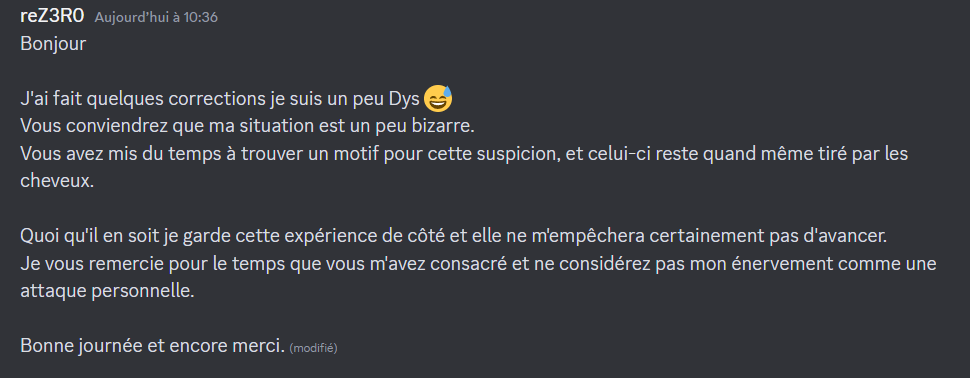 reZ3R0 Aujourd'hui à 10:36
Bonjour
J'ai fait quelques corrections je suis un peu Dys 😅
Vous conviendrez que ma situation est un peu bizarre.
Vous avez mis du temps à trouver un motif pour cette suspicion, et celui-ci reste quand même tiré par les
cheveux.
Quoi qu'il en soit je garde cette expérience de côté et elle ne m'empêchera certainement pas d'avancer.
Je vous remercie pour le temps que vous m'avez consacré et ne considérez pas mon énervement comme une
attaque personnelle.
Bonne journée et encore merci. (modifié)